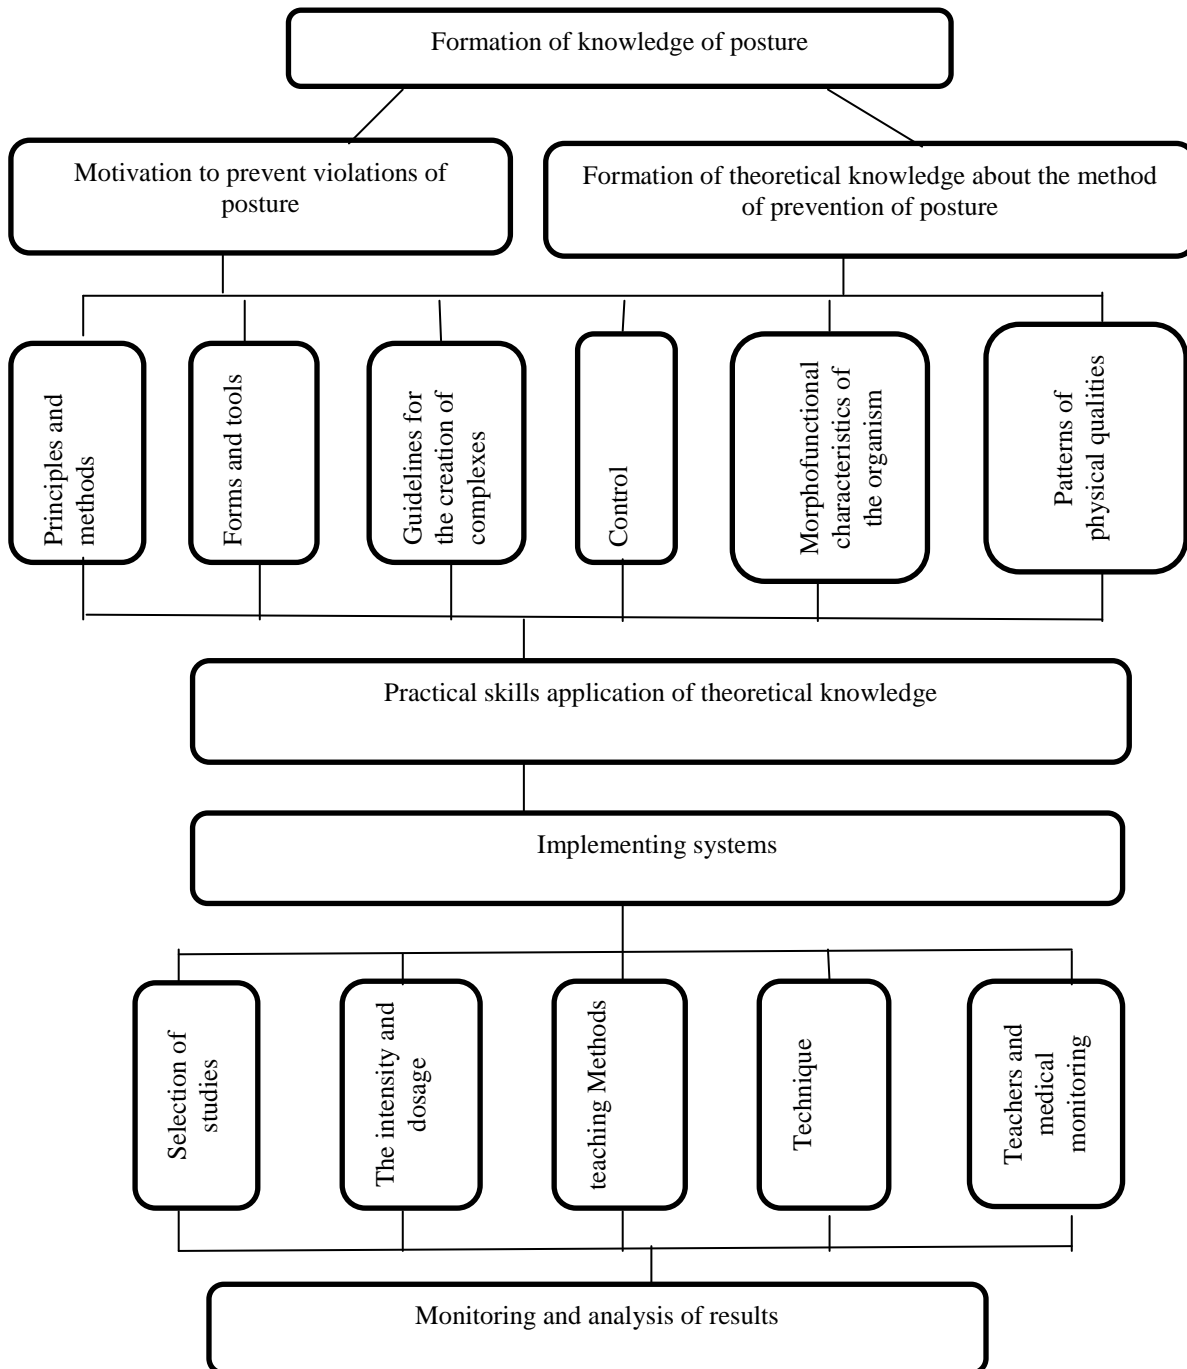 Formation of knowledge of posture
Motivation to prevent violations of
posture
Formation of theoretical knowledge about the method
of prevention of posture
Principles and
methods
Forms and tools
Guidelines for
the creation of
complexes
Control
Morphofunctional
characteristics of
the organism
Patterns of
physical qualities
Practical skills application of theoretical knowledge
Implementing systems
Selection of
studies
The intensity and
dosage
teaching Methods
Technique
Teachers and
medical
monitoring
Monitoring and analysis of results